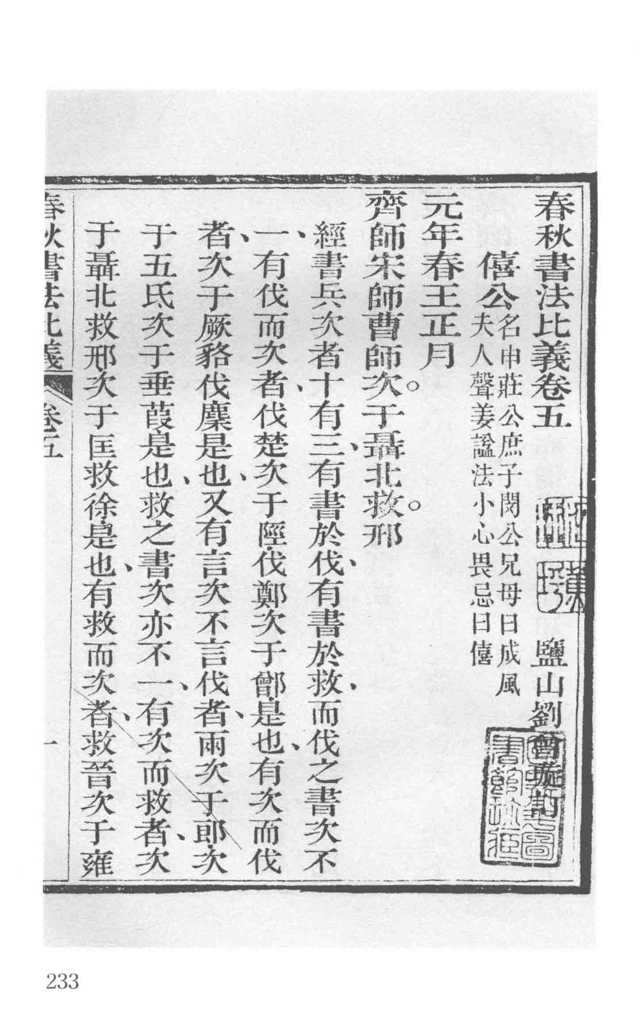 春秋書法比義卷五
鹽山劉曾璇訂
僖公
名申莊公庶子閔公兄母曰成風
夫人聲姜謚法小心畏忌曰僖
元年春王正月
齊師宋師曹師次于聶北救邢
經書兵次者十有三有書於伐有書於救而伐之書次不
一有伐而次者伐楚次于陘伐鄭次于鄫是也有次而伐
者次于厥貉伐麇是也又有言次不言伐者兩次于郎次
于五氏次于垂葭是也救之書次亦不一有次而救者次
于聶北救邢次于匡救徐是也有救而次者救晉次于雍
春秋書法比義
卷五
一
233